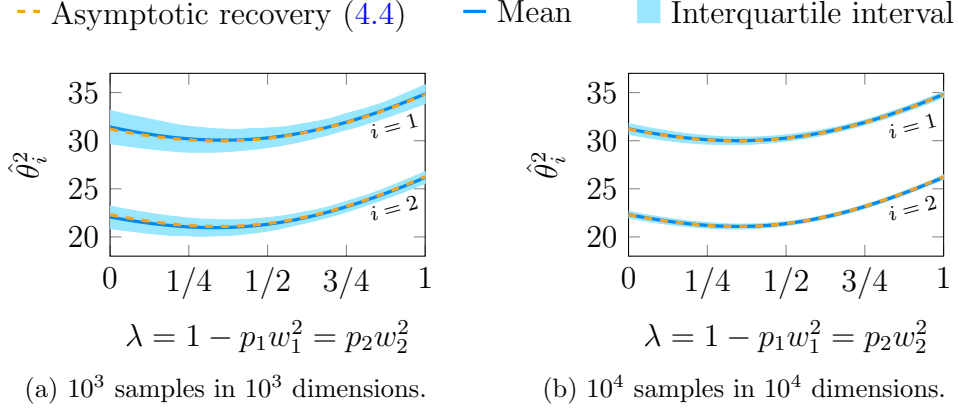 Asymptotic recovery (4.4) Mean Interquartile interval
35
30
25
20
θ̂²ᵢ
i = 1
i = 2
0 1/4 1/2 3/4 1
λ = 1 − p₁w₁² = p₂w₂²
(a) 10³ samples in 10³ dimensions.
35
30
25
20
θ̂²ᵢ
i = 1
i = 2
0 1/4 1/2 3/4 1
λ = 1 − p₁w₁² = p₂w₂²
(b) 10⁴ samples in 10⁴ dimensions.